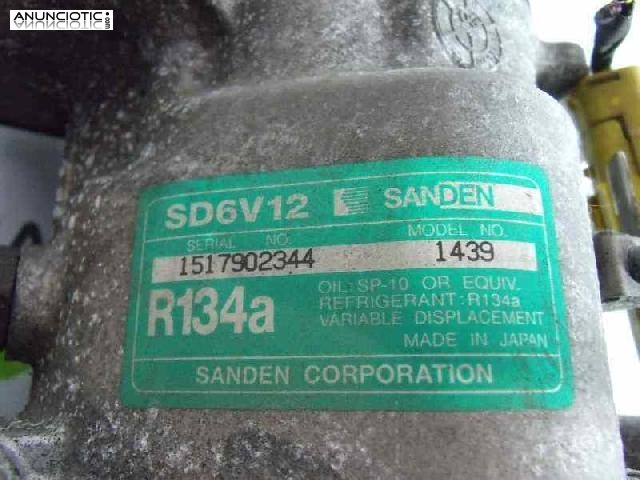 ANUNCIOTIC.com
SD6V12 SANDEN
SERIAL NO. MODEL NO.
1517902344 1439
R134a
OIL:SP-10 OR EQUIV.
REFRIGERANT:R134a
VARIABLE DISPLACEMENT
MADE IN JAPAN
SANDEN CORPORATION